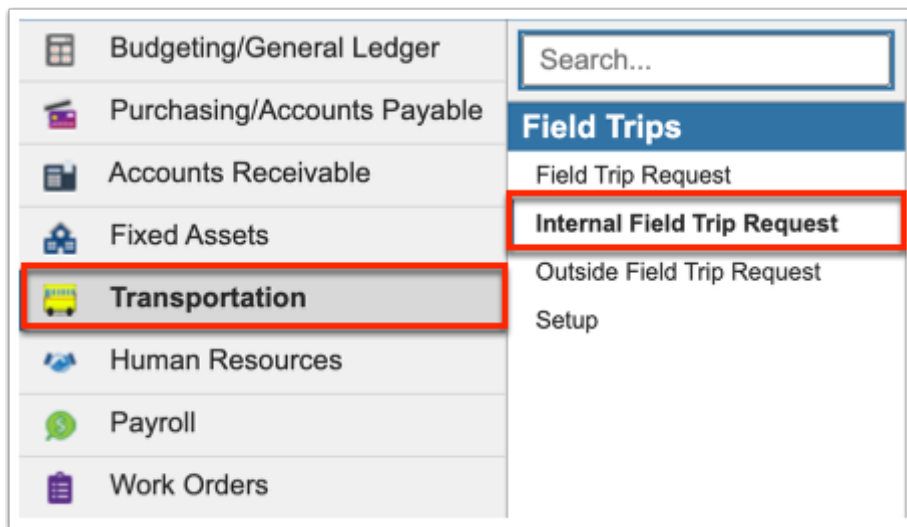 Budgeting/General Ledger
Purchasing/Accounts Payable
Accounts Receivable
Fixed Assets
Transportation
Human Resources
Payroll
Work Orders
Search...
Field Trips
Field Trip Request
Internal Field Trip Request
Outside Field Trip Request
Setup